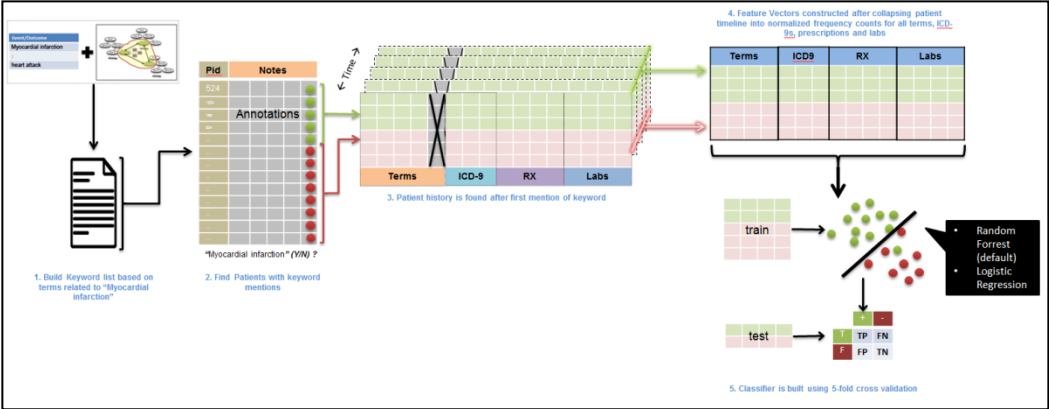 Event/Outcome
Myocardial infarction
heart attack
1. Build Keyword list based on
terms related to "Myocardial
infarction"
Pid
Notes
524
Annotations
"Myocardial infarction" (Y/N) ?
2. Find Patients with keyword
mentions
Time
Terms
ICD-9
RX
Labs
3. Patient history is found after first mention of keyword
4. Feature Vectors constructed after collapsing patient
timeline into normalized frequency counts for all terms, ICD-
9s, prescriptions and labs
Terms
ICD9
RX
Labs
train
• Random
Forrest
(default)
• Logistic
Regression
test
+ -
T TP FN
F FP TN
5. Classifier is built using 5-fold cross validation